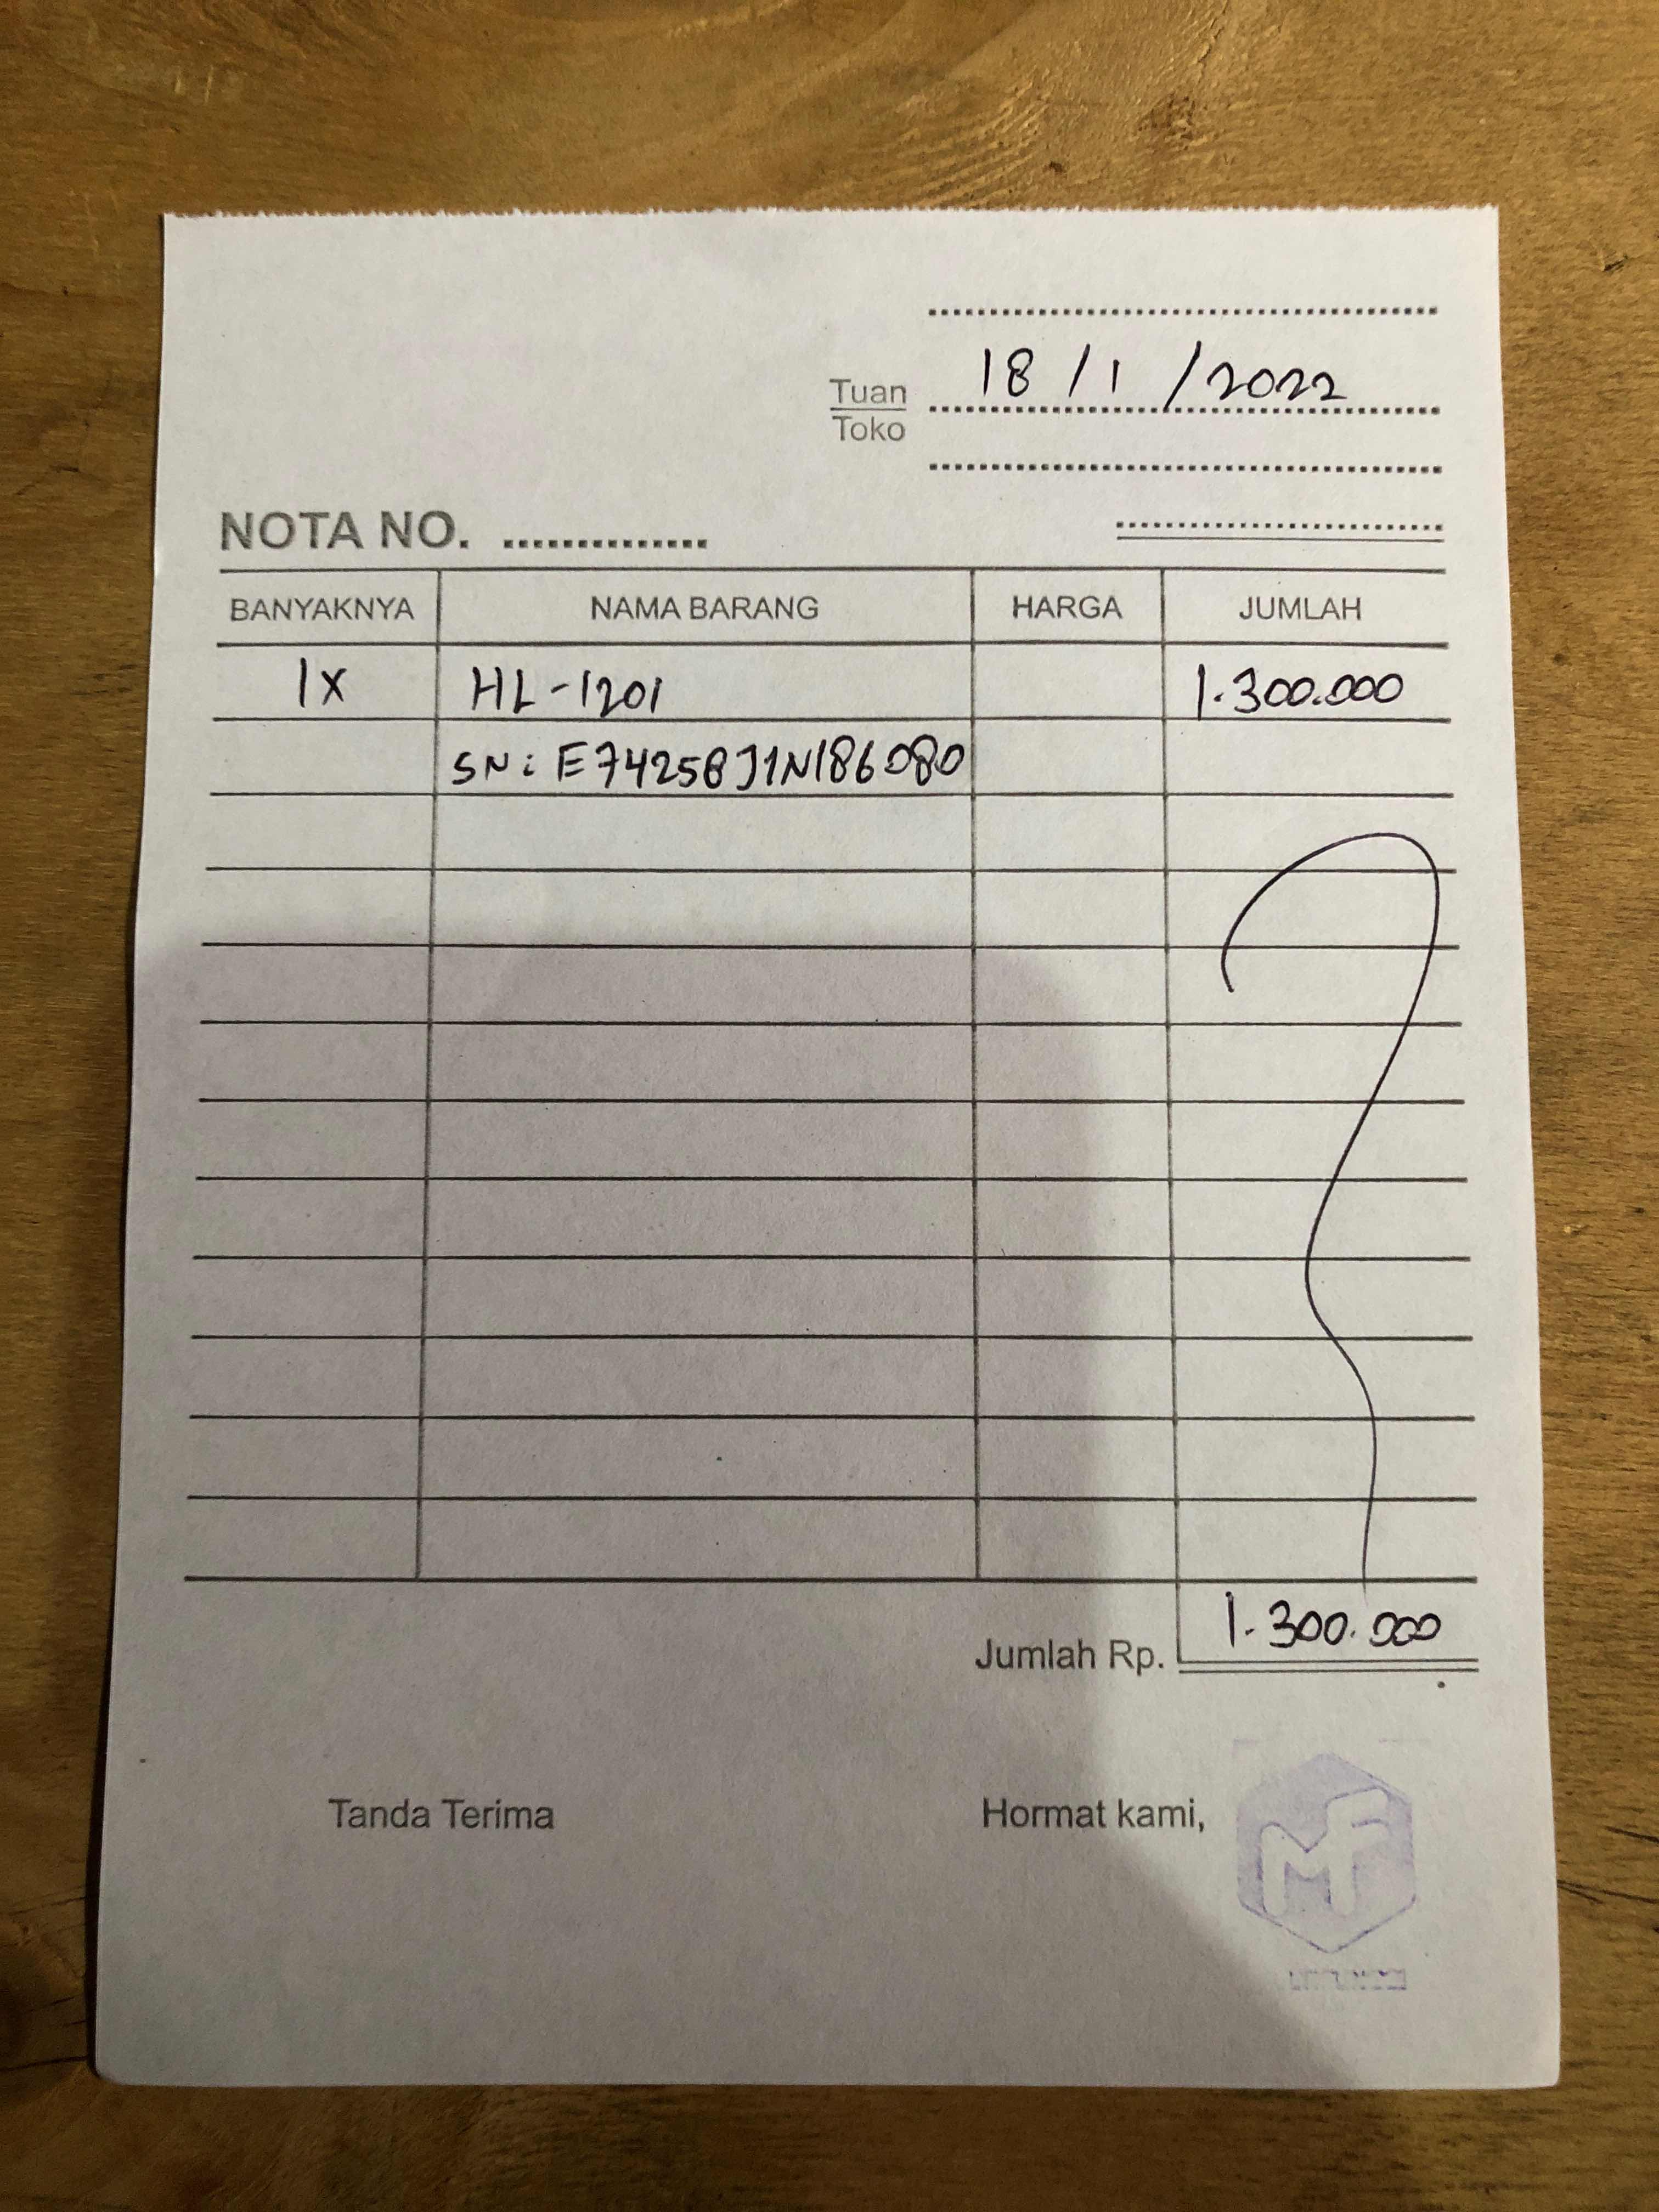 18 / 1 / 2022
Tuan
Toko
NOTA NO. ..............
BANYAKNYA NAMA BARANG HARGA JUMLAH
1X HL-1201 1.300.000
SN: E74258J1N186080
Jumlah Rp. 1.300.000
Tanda Terima Hormat kami,
MF